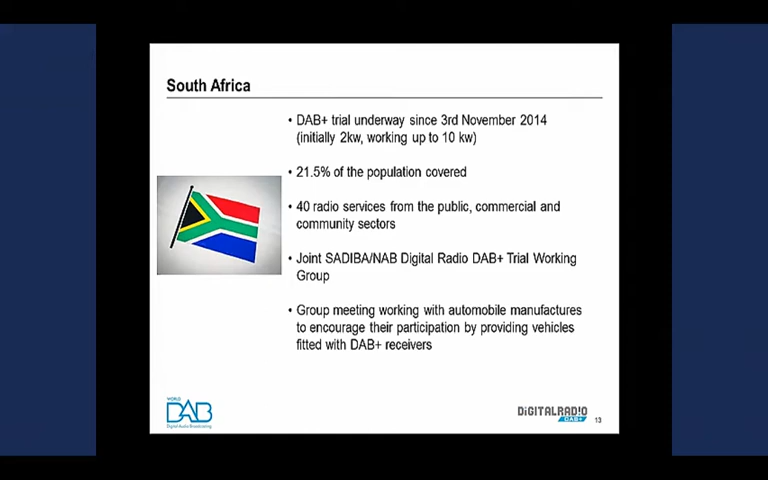 South Africa
• DAB+ trial underway since 3rd November 2014
(initially 2kw, working up to 10 kw)
• 21.5% of the population covered
• 40 radio services from the public, commercial and
community sectors
• Joint SADIBA/NAB Digital Radio DAB+ Trial Working
Group
• Group meeting working with automobile manufactures
to encourage their participation by providing vehicles
fitted with DAB+ receivers
WORLD
DAB
Digital Audio Broadcasting
DiGITALRADIO
DAB+
13